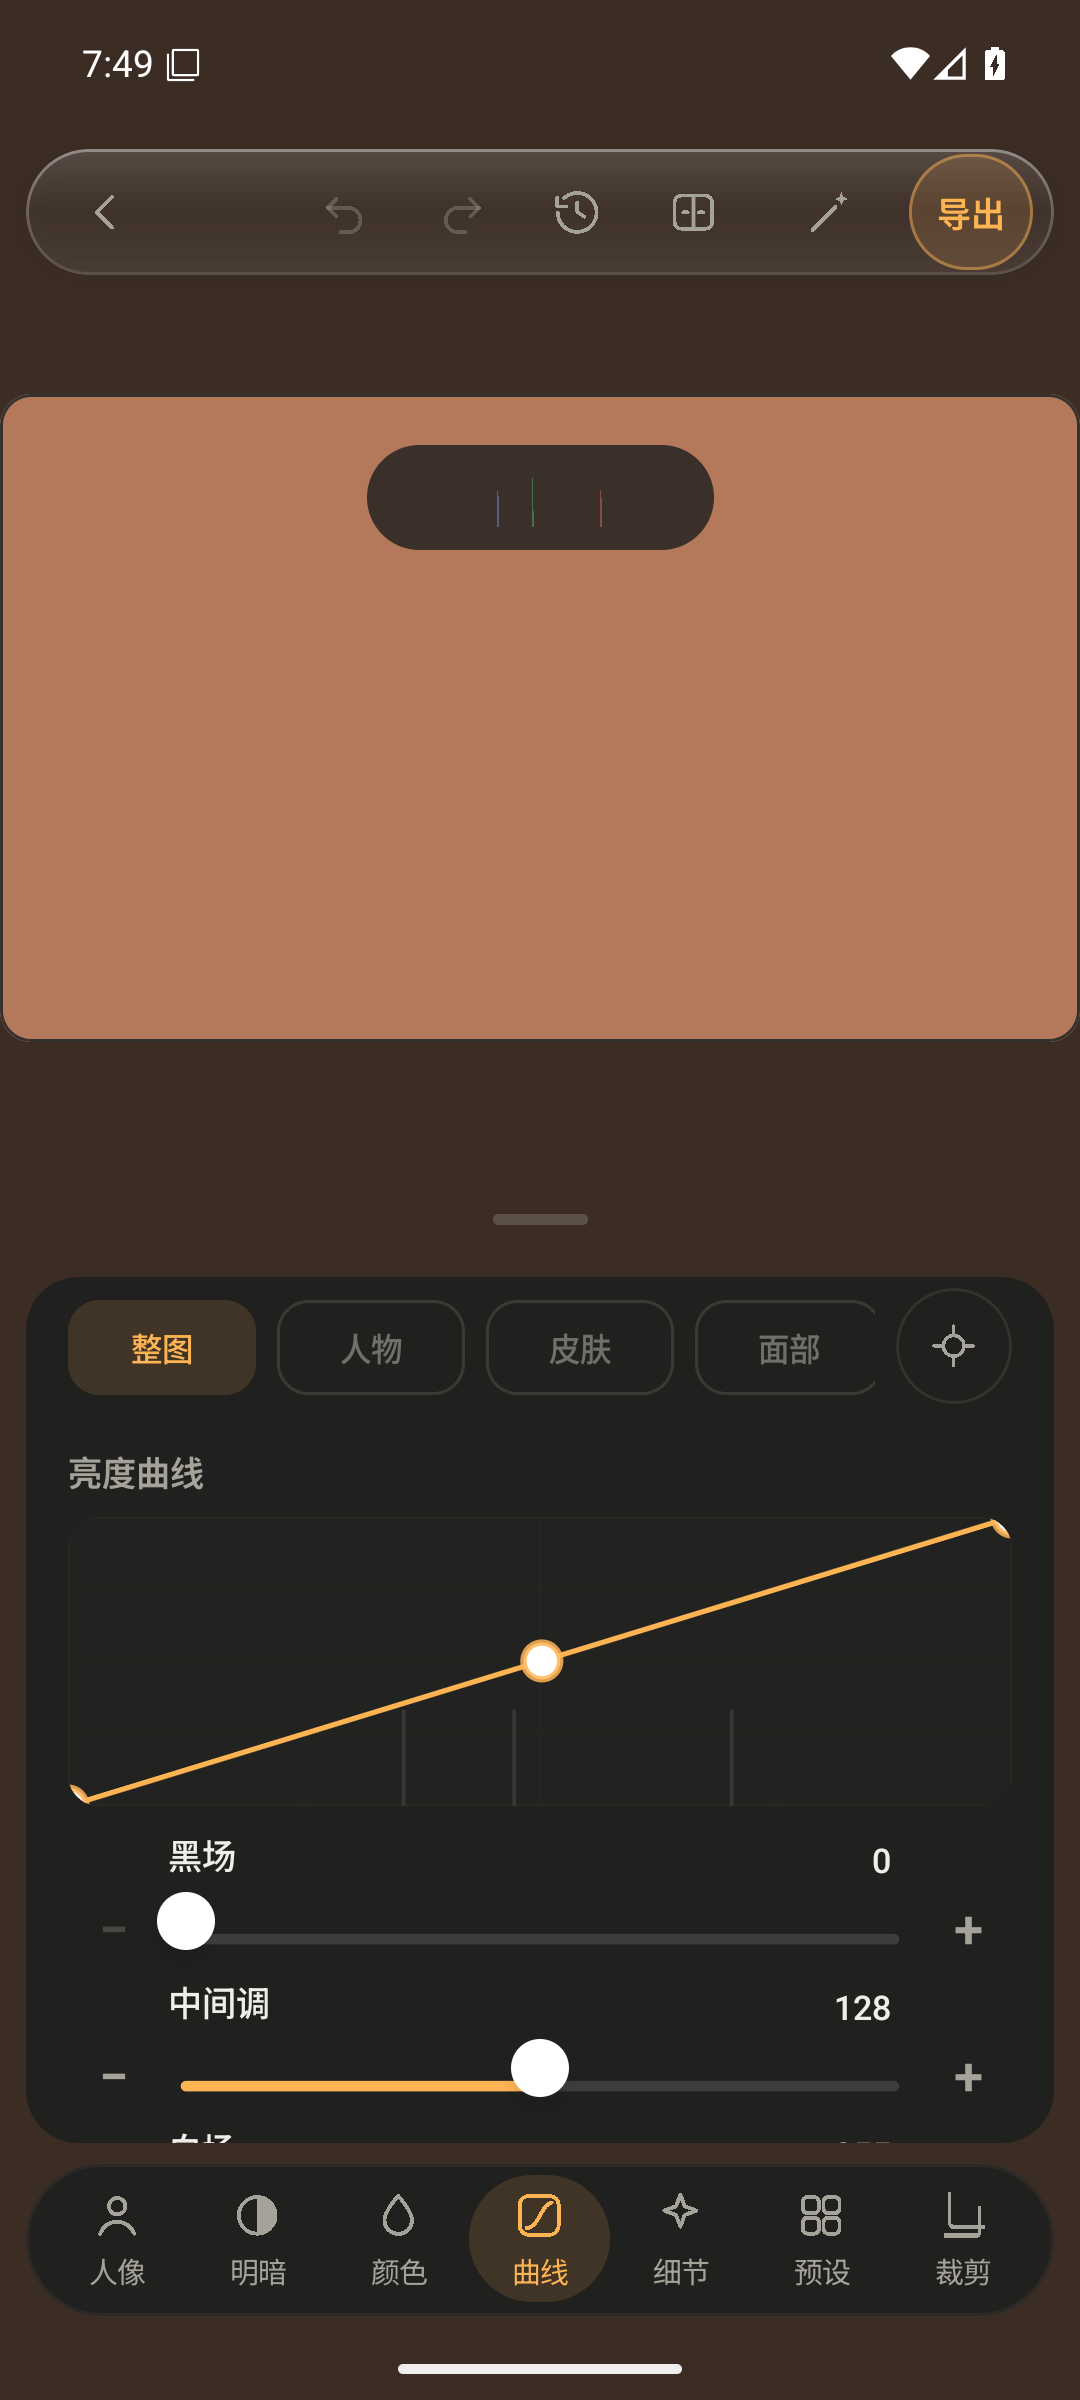 7:49
导出
整图
人物
皮肤
面部
亮度曲线
黑场
0
中间调
128
人像
明暗
颜色
曲线
细节
预设
裁剪